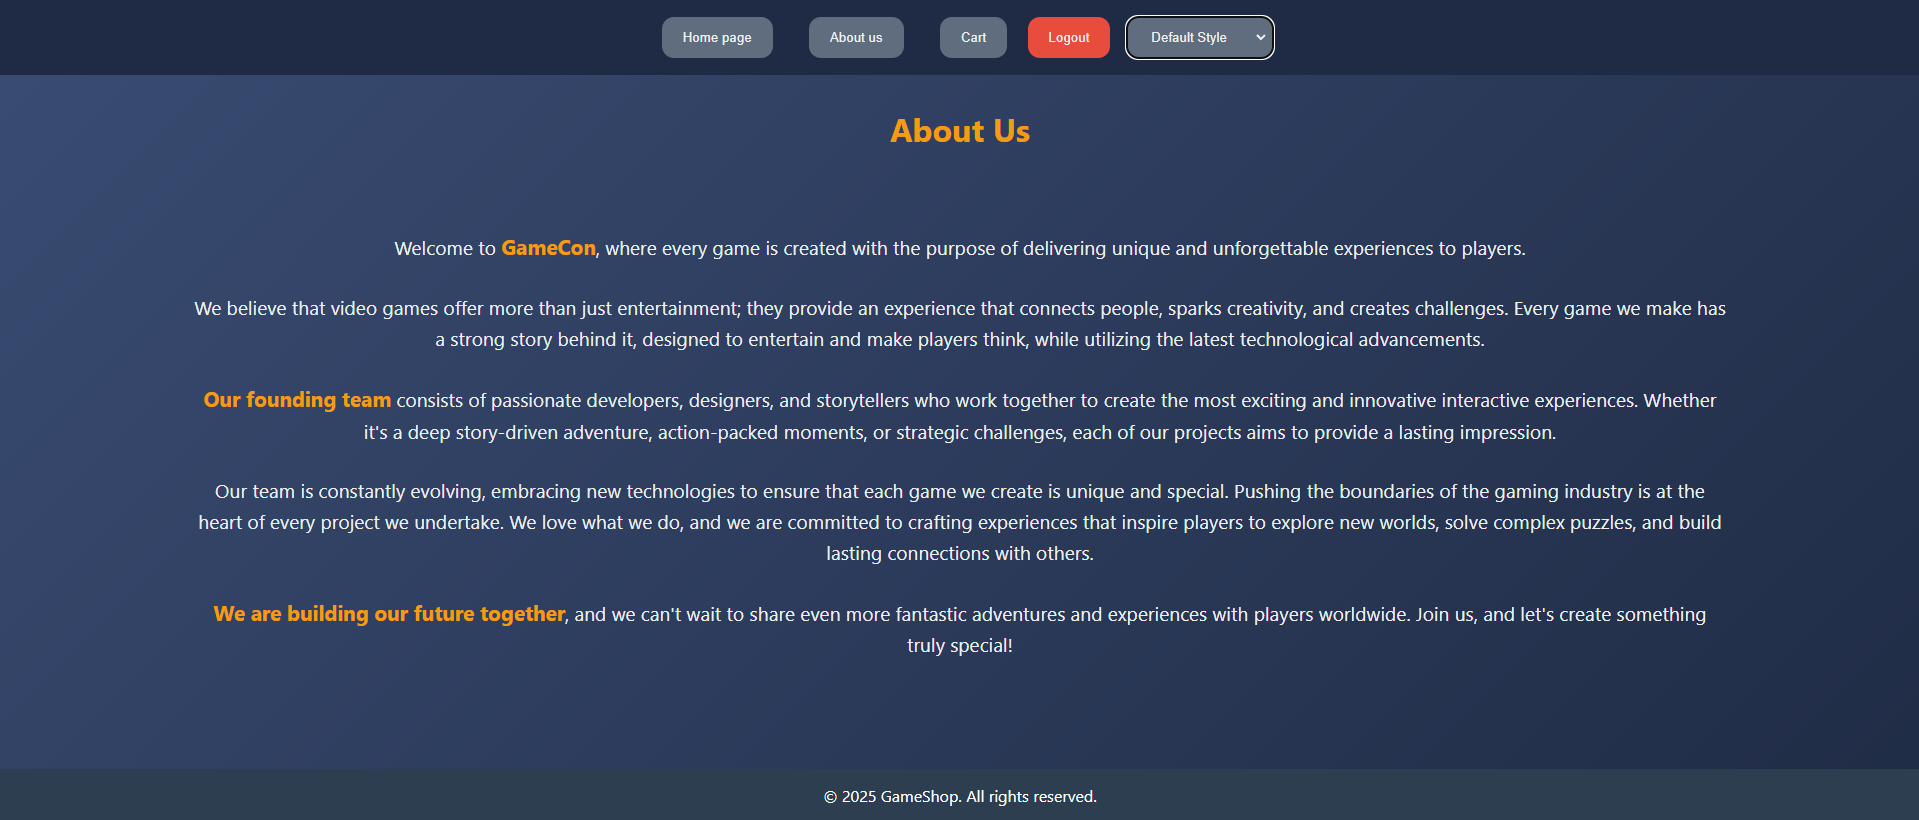 Home page About us Cart Logout Default Style
About Us
Welcome to GameCon, where every game is created with the purpose of delivering unique and unforgettable experiences to players.
We believe that video games offer more than just entertainment; they provide an experience that connects people, sparks creativity, and creates challenges. Every game we make has
a strong story behind it, designed to entertain and make players think, while utilizing the latest technological advancements.
Our founding team consists of passionate developers, designers, and storytellers who work together to create the most exciting and innovative interactive experiences. Whether
it's a deep story-driven adventure, action-packed moments, or strategic challenges, each of our projects aims to provide a lasting impression.
Our team is constantly evolving, embracing new technologies to ensure that each game we create is unique and special. Pushing the boundaries of the gaming industry is at the
heart of every project we undertake. We love what we do, and we are committed to crafting experiences that inspire players to explore new worlds, solve complex puzzles, and build
lasting connections with others.
We are building our future together, and we can't wait to share even more fantastic adventures and experiences with players worldwide. Join us, and let's create something
truly special!
© 2025 GameShop. All rights reserved.